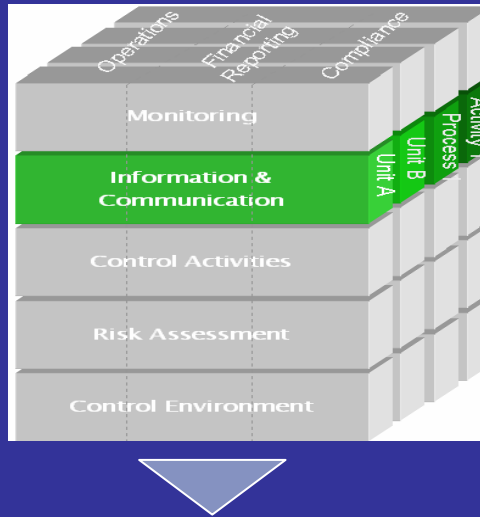 Operations
Financial
Reporting
Compliance
Monitoring
Information &
Communication
Control Activities
Risk Assessment
Control Environment
Unit A
Unit B
Process
Activity